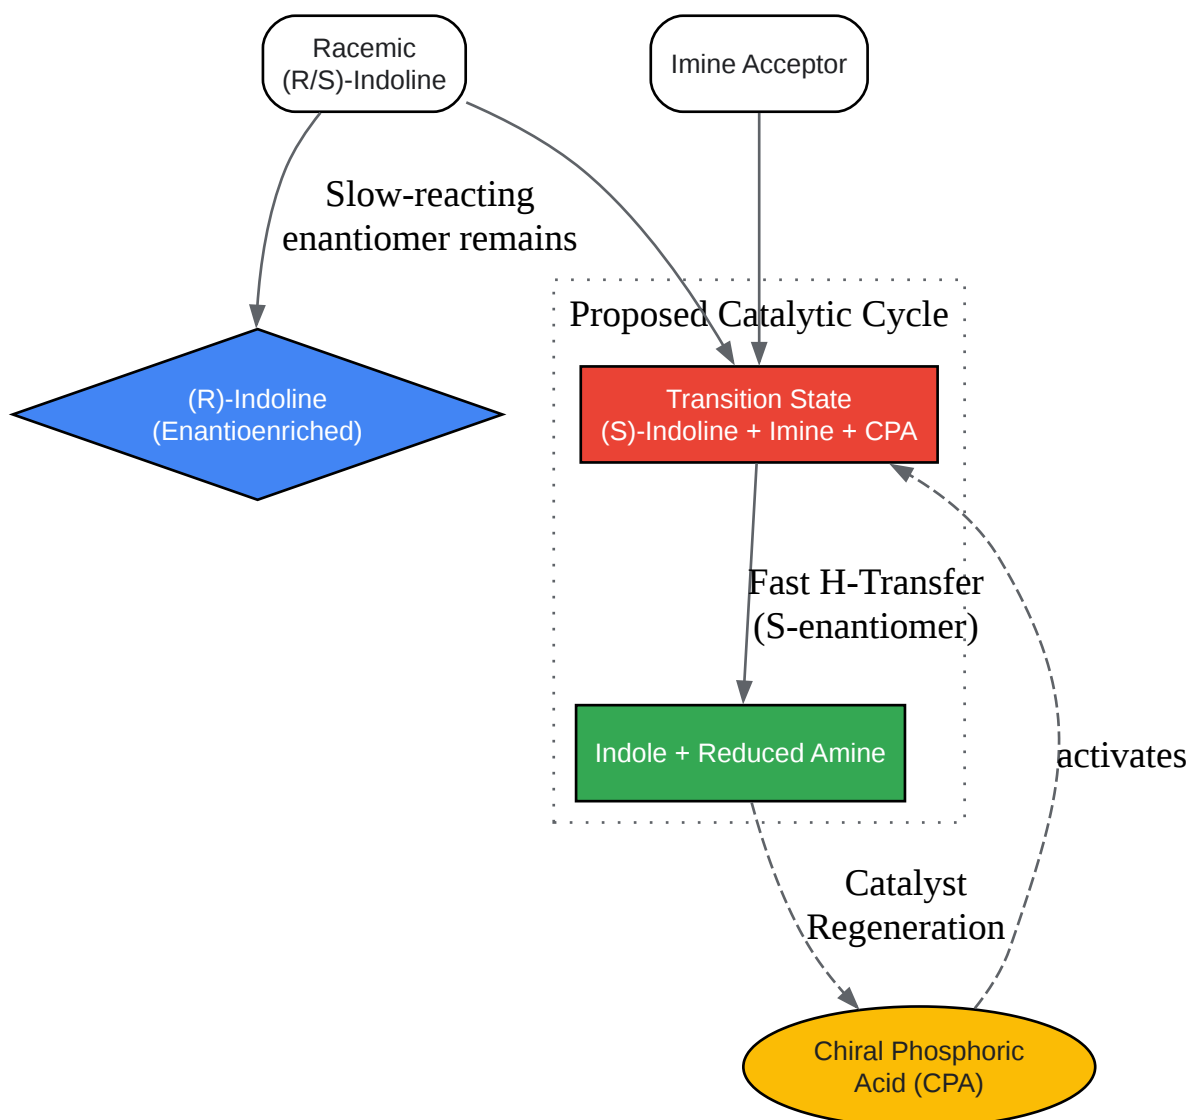 Racemic
(R/S)-Indoline
Imine Acceptor
Slow-reacting
enantiomer remains
Proposed Catalytic Cycle
(R)-Indoline
(Enantioenriched)
Transition State
(S)-Indoline + Imine + CPA
Fast H-Transfer
(S-enantiomer)
Indole + Reduced Amine
activates
Catalyst
Regeneration
Chiral Phosphoric
Acid (CPA)